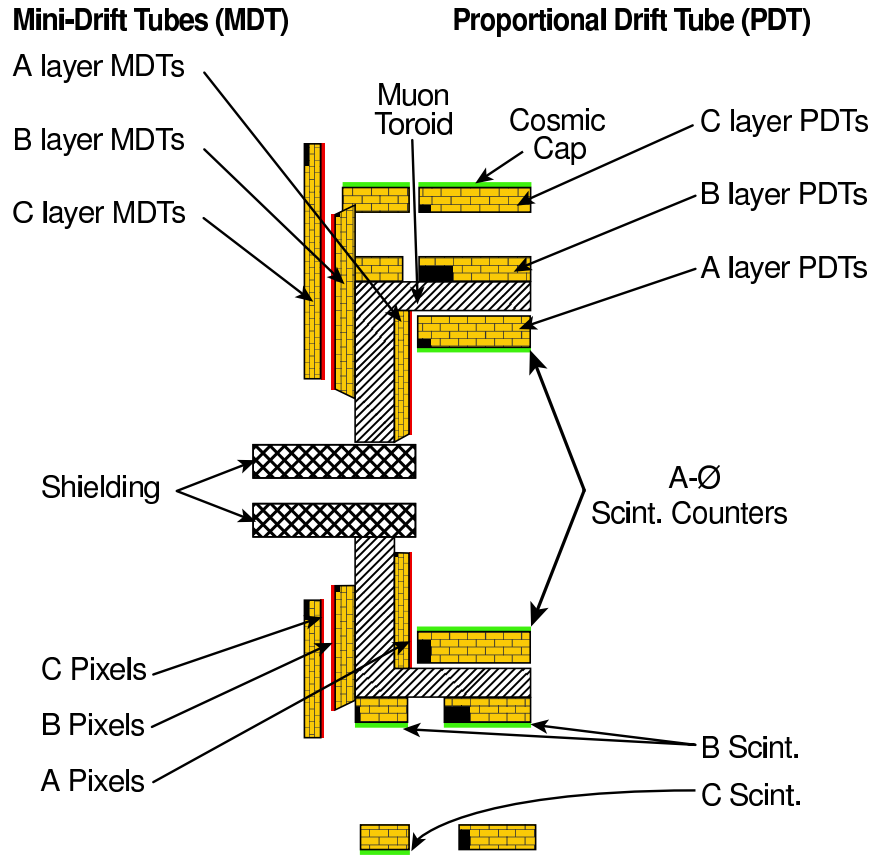 Mini-Drift Tubes (MDT)
Proportional Drift Tube (PDT)
A layer MDTs
B layer MDTs
C layer MDTs
Muon
Toroid
Cosmic
Cap
C layer PDTs
B layer PDTs
A layer PDTs
Shielding
A-Ø
Scint. Counters
C Pixels
B Pixels
A Pixels
B Scint.
C Scint.